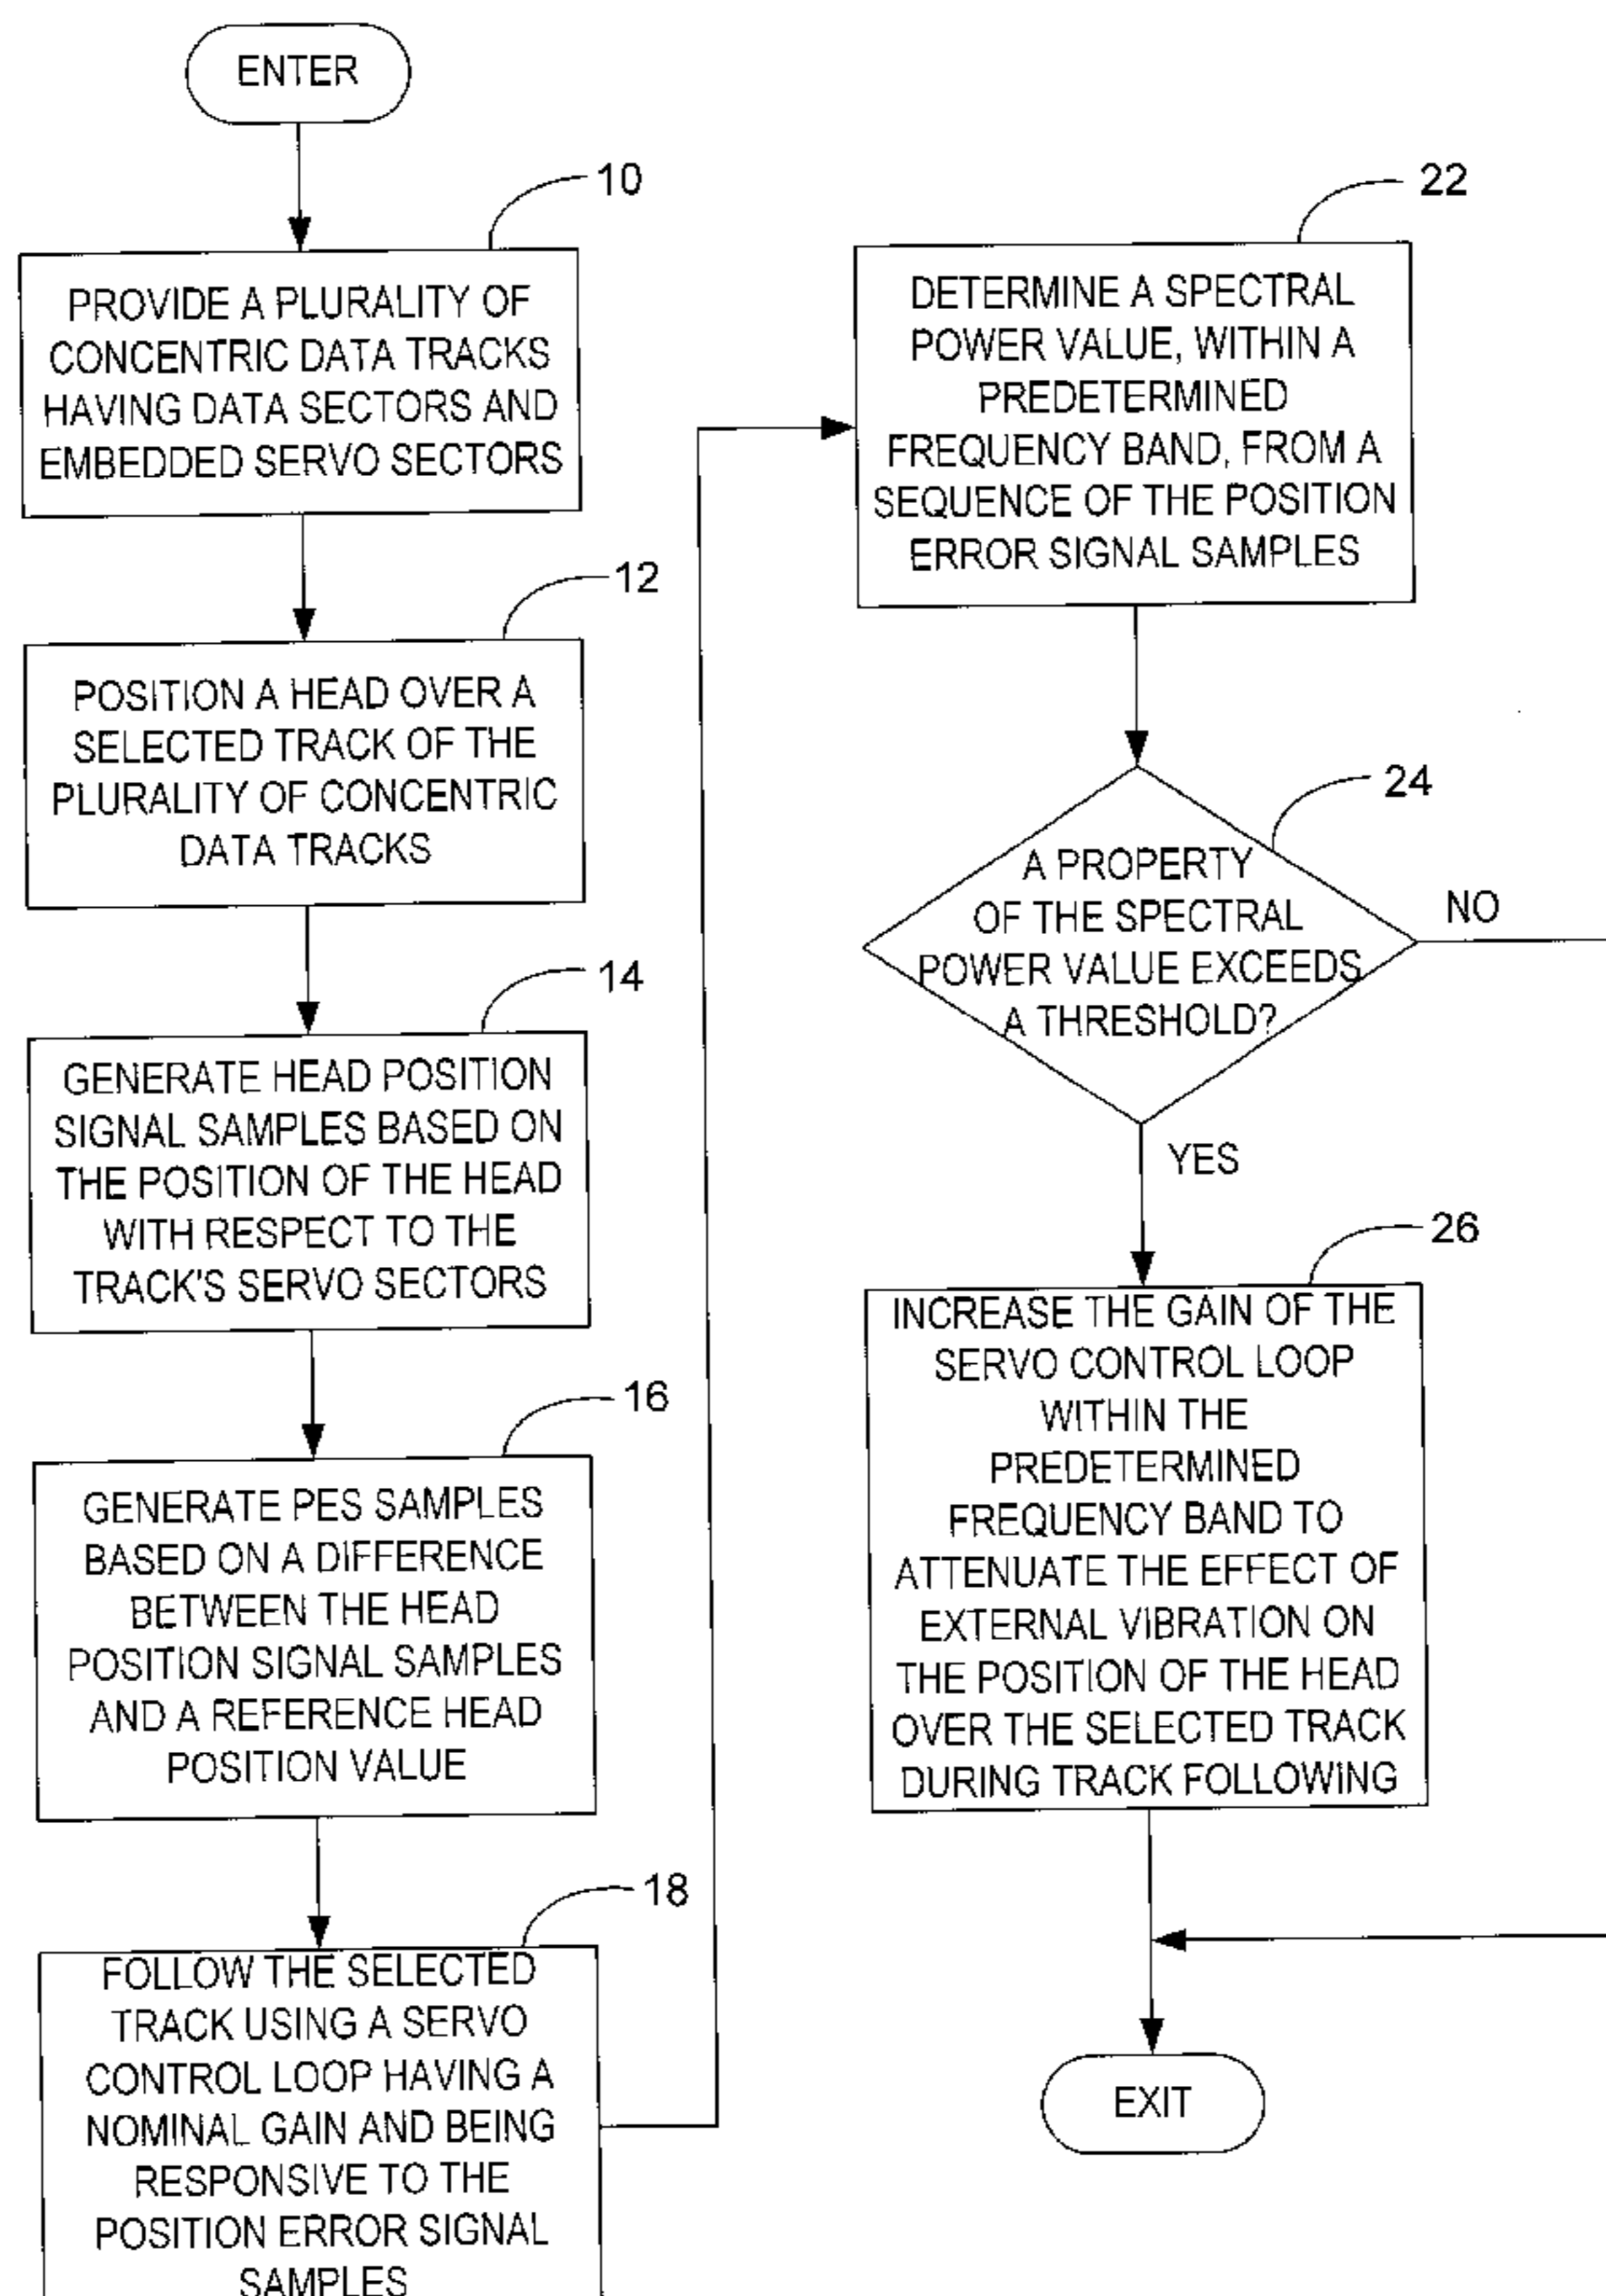 ENTER
10
PROVIDE A PLURALITY OF
CONCENTRIC DATA TRACKS
HAVING DATA SECTORS AND
EMBEDDED SERVO SECTORS
12
POSITION A HEAD OVER A
SELECTED TRACK OF THE
PLURALITY OF CONCENTRIC
DATA TRACKS
14
GENERATE HEAD POSITION
SIGNAL SAMPLES BASED ON
THE POSITION OF THE HEAD
WITH RESPECT TO THE
TRACK'S SERVO SECTORS
16
GENERATE PES SAMPLES
BASED ON A DIFFERENCE
BETWEEN THE HEAD
POSITION SIGNAL SAMPLES
AND A REFERENCE HEAD
POSITION VALUE
18
FOLLOW THE SELECTED
TRACK USING A SERVO
CONTROL LOOP HAVING A
NOMINAL GAIN AND BEING
RESPONSIVE TO THE
POSITION ERROR SIGNAL
SAMPLES
22
DETERMINE A SPECTRAL
POWER VALUE, WITHIN A
PREDETERMINED
FREQUENCY BAND, FROM A
SEQUENCE OF THE POSITION
ERROR SIGNAL SAMPLES
24
A PROPERTY
OF THE SPECTRAL
POWER VALUE EXCEEDS
A THRESHOLD?
NO
YES
26
INCREASE THE GAIN OF THE
SERVO CONTROL LOOP
WITHIN THE
PREDETERMINED
FREQUENCY BAND TO
ATTENUATE THE EFFECT OF
EXTERNAL VIBRATION ON
THE POSITION OF THE HEAD
OVER THE SELECTED TRACK
DURING TRACK FOLLOWING
EXIT